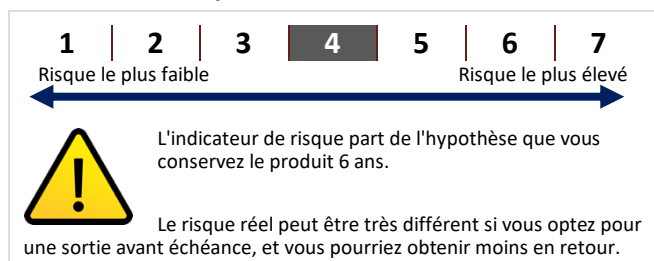 1 2 3 4 5 6 7
Risque le plus faible Risque le plus élevé
L'indicateur de risque part de l'hypothèse que vous
conservez le produit 6 ans.
Le risque réel peut être très différent si vous optez pour
une sortie avant échéance, et vous pourriez obtenir moins en retour.